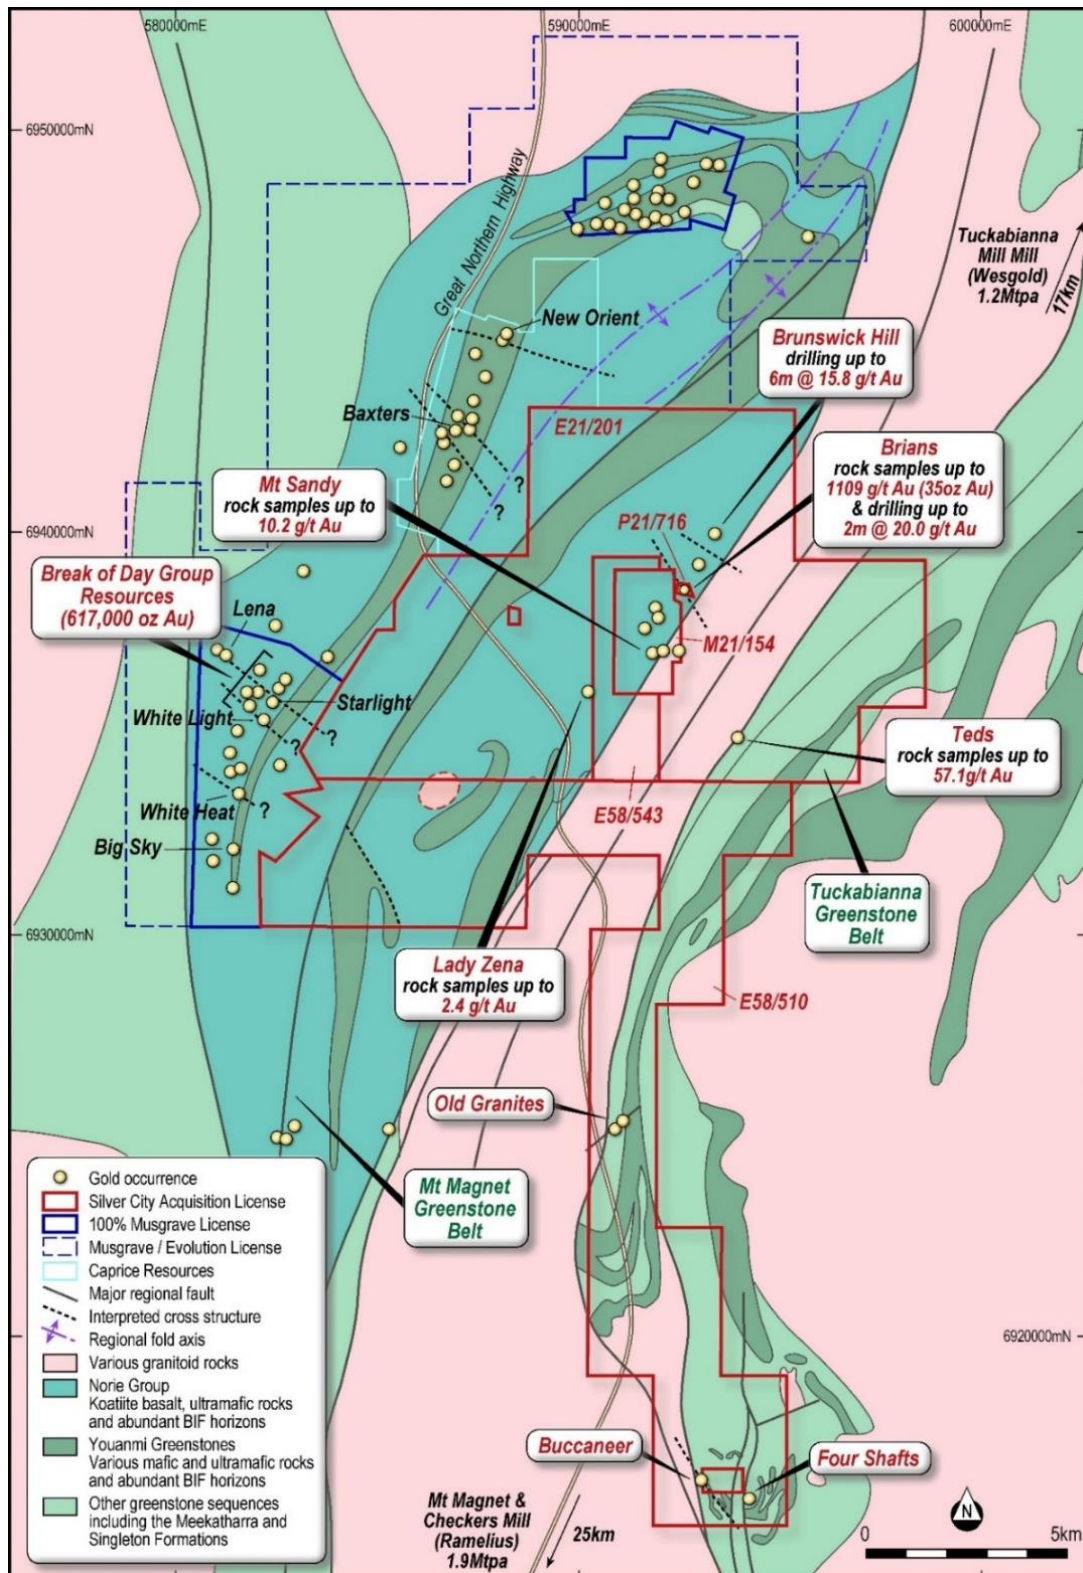 580000mE
590000mE
600000mE
6950000mN
Great Northern Highway
Tuckabianna
Mill Mill
(Wesgold)
1.2Mtpa
17km
New Orient
Brunswick Hill
drilling up to
6m @ 15.8 g/t Au
Baxters
E21/201
Brians
rock samples up to
1109 g/t Au (35oz Au)
& drilling up to
2m @ 20.0 g/t Au
Mt Sandy
rock samples up to
10.2 g/t Au
?
?
P21/716
6940000mN
Break of Day Group
Resources
(617,000 oz Au)
Lena
M21/154
Starlight
White Light
?
?
Teds
rock samples up to
57.1g/t Au
White Heat
?
E58/543
Big Sky
Tuckabianna
Greenstone
Belt
6930000mN
Lady Zena
rock samples up to
2.4 g/t Au
E58/510
Old Granites
Mt Magnet
Greenstone
Belt
Gold occurrence
Silver City Acquisition License
100% Musgrave License
Musgrave / Evolution License
Caprice Resources
Major regional fault
Interpreted cross structure
Regional fold axis
Various granitoid rocks
Norie Group
Koatiite basalt, ultramafic rocks
and abundant BIF horizons
Youanmi Greenstones
Various mafic and ultramafic rocks
and abundant BIF horizons
Other greenstone sequences
including the Meekatharra and
Singleton Formations
6920000mN
Buccaneer
Four Shafts
Mt Magnet &
Checkers Mill
(Ramelius)
1.9Mtpa
25km
N
0
5km